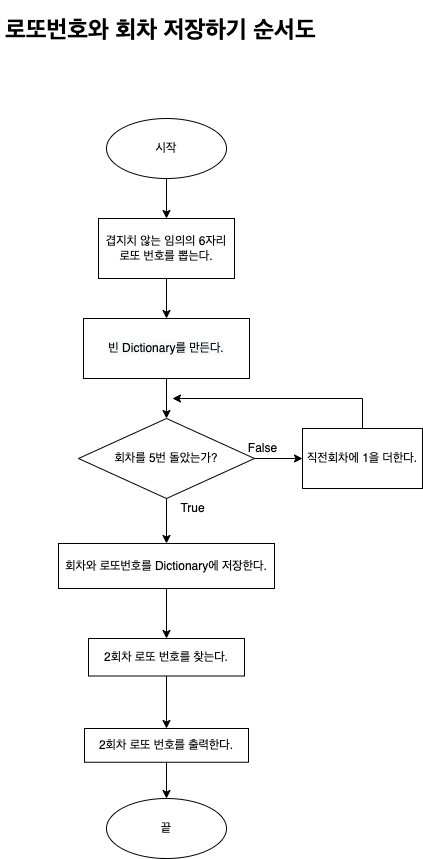 로또번호와 회차 저장하기 순서도
시작
겹지치 않는 임의의 6자리
로또 번호를 뽑는다.
빈 Dictionary를 만든다.
회차를 5번 돌았는가?
False
직전회차에 1을 더한다.
True
회차와 로또번호를 Dictionary에 저장한다.
2회차 로또 번호를 찾는다.
2회차 로또 번호를 출력한다.
끝